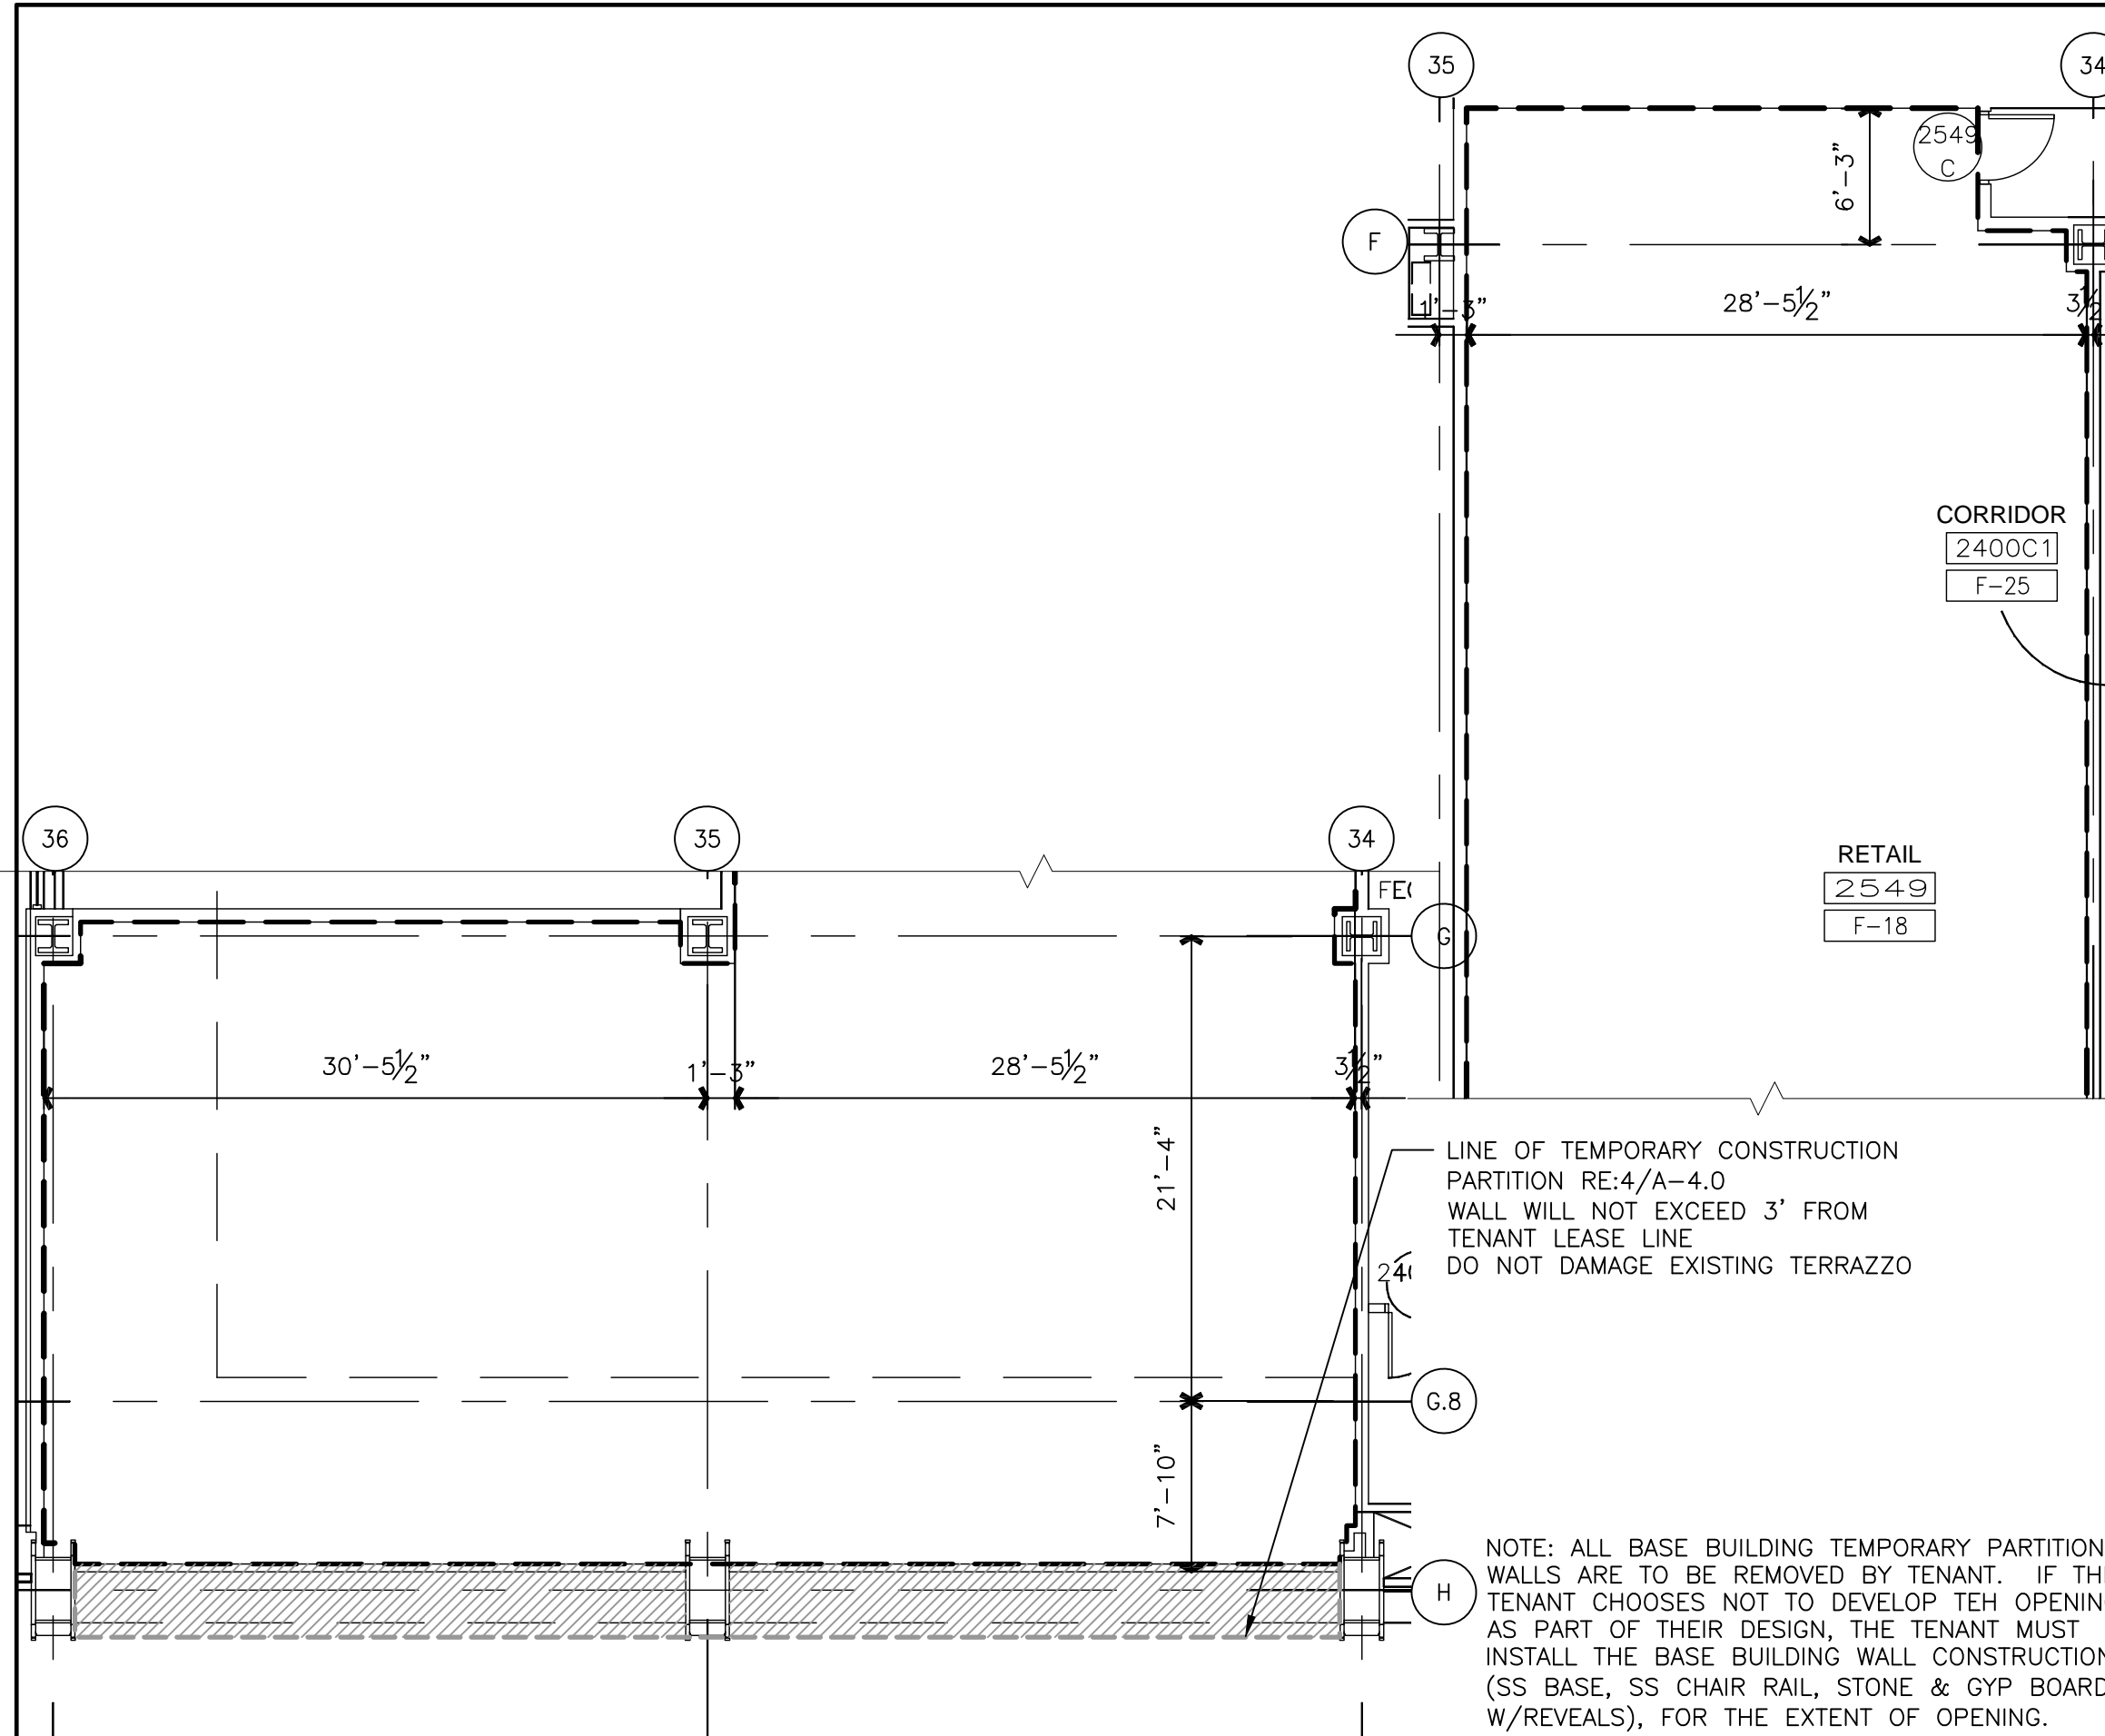 35
34
2549
C
6'-3"
F
1'-3"
28'-5½"
3½
CORRIDOR
2400C1
F-25
36
35
34
RETAIL
2549
F-18
G
30'-5½"
1'-3"
28'-5½"
3½"
21'-4"
LINE OF TEMPORARY CONSTRUCTION
PARTITION RE:4/A-4.0
WALL WILL NOT EXCEED 3' FROM
TENANT LEASE LINE
DO NOT DAMAGE EXISTING TERRAZZO
G.8
7'-10"
H
NOTE: ALL BASE BUILDING TEMPORARY PARTITION
WALLS ARE TO BE REMOVED BY TENANT. IF
TENANT CHOOSES NOT TO DEVELOP TEH
AS PART OF THEIR DESIGN, THE TENANT MUST
INSTALL THE BASE BUILDING WALL CONSTRUCTION
(SS BASE, SS CHAIR RAIL, STONE & GYP BOARD
W/REVEALS), FOR THE EXTENT OF OPENING.